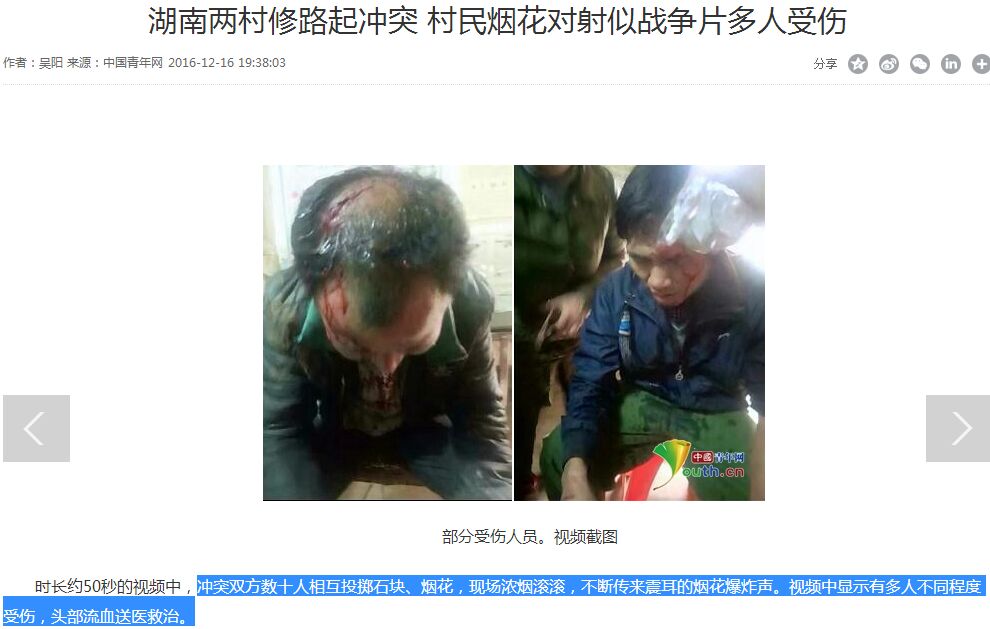 湖南两村修路起冲突 村民烟花对射似战争片多人受伤
作者：吴阳 来源：中国青年网 2016-12-16 19:38:03
分享
中國青年网
outh.cn
部分受伤人员。视频截图
时长约50秒的视频中，冲突双方数十人相互投掷石块、烟花，现场浓烟滚滚，不断传来震耳的烟花爆炸声。视频中显示有多人不同程度
受伤，头部流血送医救治。